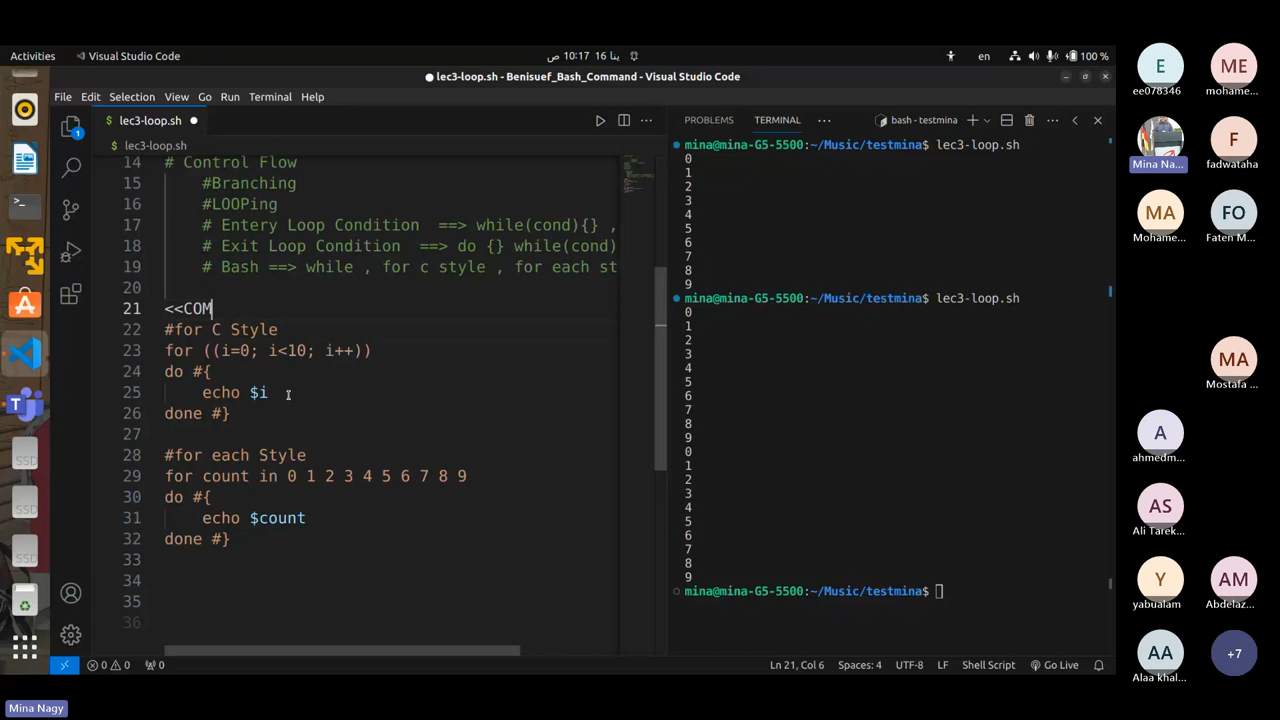 Activities
Visual Studio Code
ص 10:17 16 ينا
en
100 %
lec3-loop.sh - Benisuef_Bash_Command - Visual Studio Code
File Edit Selection View Go Run Terminal Help
1
lec3-loop.sh
lec3-loop.sh
14 # Control Flow
15 #Branching
16 #LOOPing
17 # Entery Loop Condition ==> while(cond){} ,
18 # Exit Loop Condition ==> do {} while(cond)
19 # Bash ==> while , for c style , for each st
20
21 <<COM
22 #for C Style
23 for ((i=0; i<10; i++))
24 do #{
25 echo $i
26 done #}
27
28 #for each Style
29 for count in 0 1 2 3 4 5 6 7 8 9
30 do #{
31 echo $count
32 done #}
33
34
35
36
PROBLEMS TERMINAL ···
bash - testmina
mina@mina-G5-5500:~/Music/testmina$ lec3-loop.sh
0
1
2
3
4
5
6
7
8
9
mina@mina-G5-5500:~/Music/testmina$ lec3-loop.sh
0
1
2
3
4
5
6
7
8
9
0
1
2
3
4
5
6
7
8
9
mina@mina-G5-5500:~/Music/testmina$
0 0 0
Ln 21, Col 6 Spaces: 4 UTF-8 LF Shell Script Go Live
SSD
SSD
SSD
E
ee078346
ME
mohame...
Mina Na...
F
fadwataha
MA
Mohame...
FO
Faten M...
MA
Mostafa ...
A
ahmedm...
AS
Ali Tarek...
Y
yabualam
AM
Abdelaz...
AA
Alaa khal...
+7
Mina Nagy